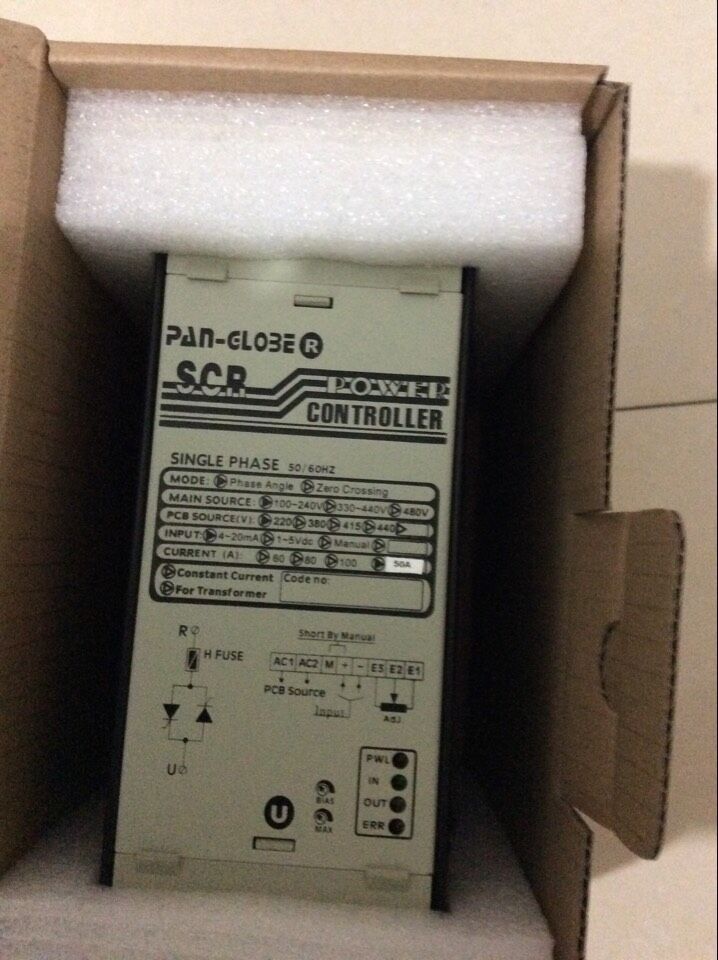 PAN-GLOBE R
SCR POWER
CONTROLLER
SINGLE PHASE 50/60HZ
MODE: Phase Angle Zero Crossing
MAIN SOURCE: 100-240V 330-440V 480V
PCB SOURCE(V): 220 380 415 440
INPUT: 4-20mA 1-5Vdc Manual
CURRENT (A): 60 80 100 50A
Constant Current Code no:
For Transformer
R
H FUSE
U
Short By Manual
AC1 AC2 M + - E3 E2 E1
PCB Source
Input
Adj.
U
BIAS
MAX
PWL
IN
OUT
ERR